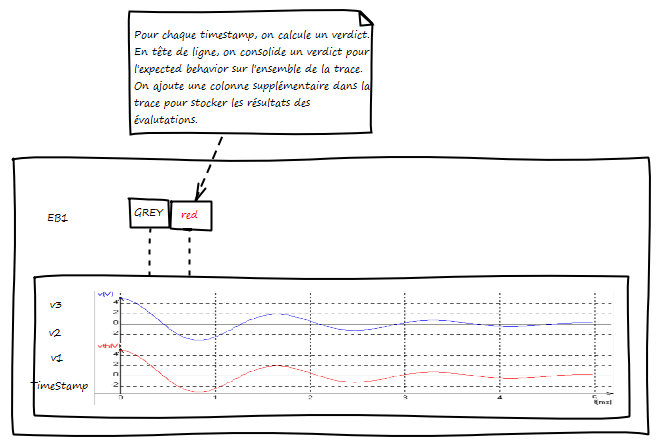 Pour chaque timestamp, on calcule un verdict.
En tête de ligne, on consolide un verdict pour
l'expected behavior sur l'ensemble de la trace.
On ajoute une colonne supplémentaire dans la
trace pour stocker les résultats des
évalutations.
EB1
GREY
red
v3
v2
v1
TimeStamp
v(V)
4
2
0
2
4
2
0
2
0
1
2
3
4
5
t(ms)